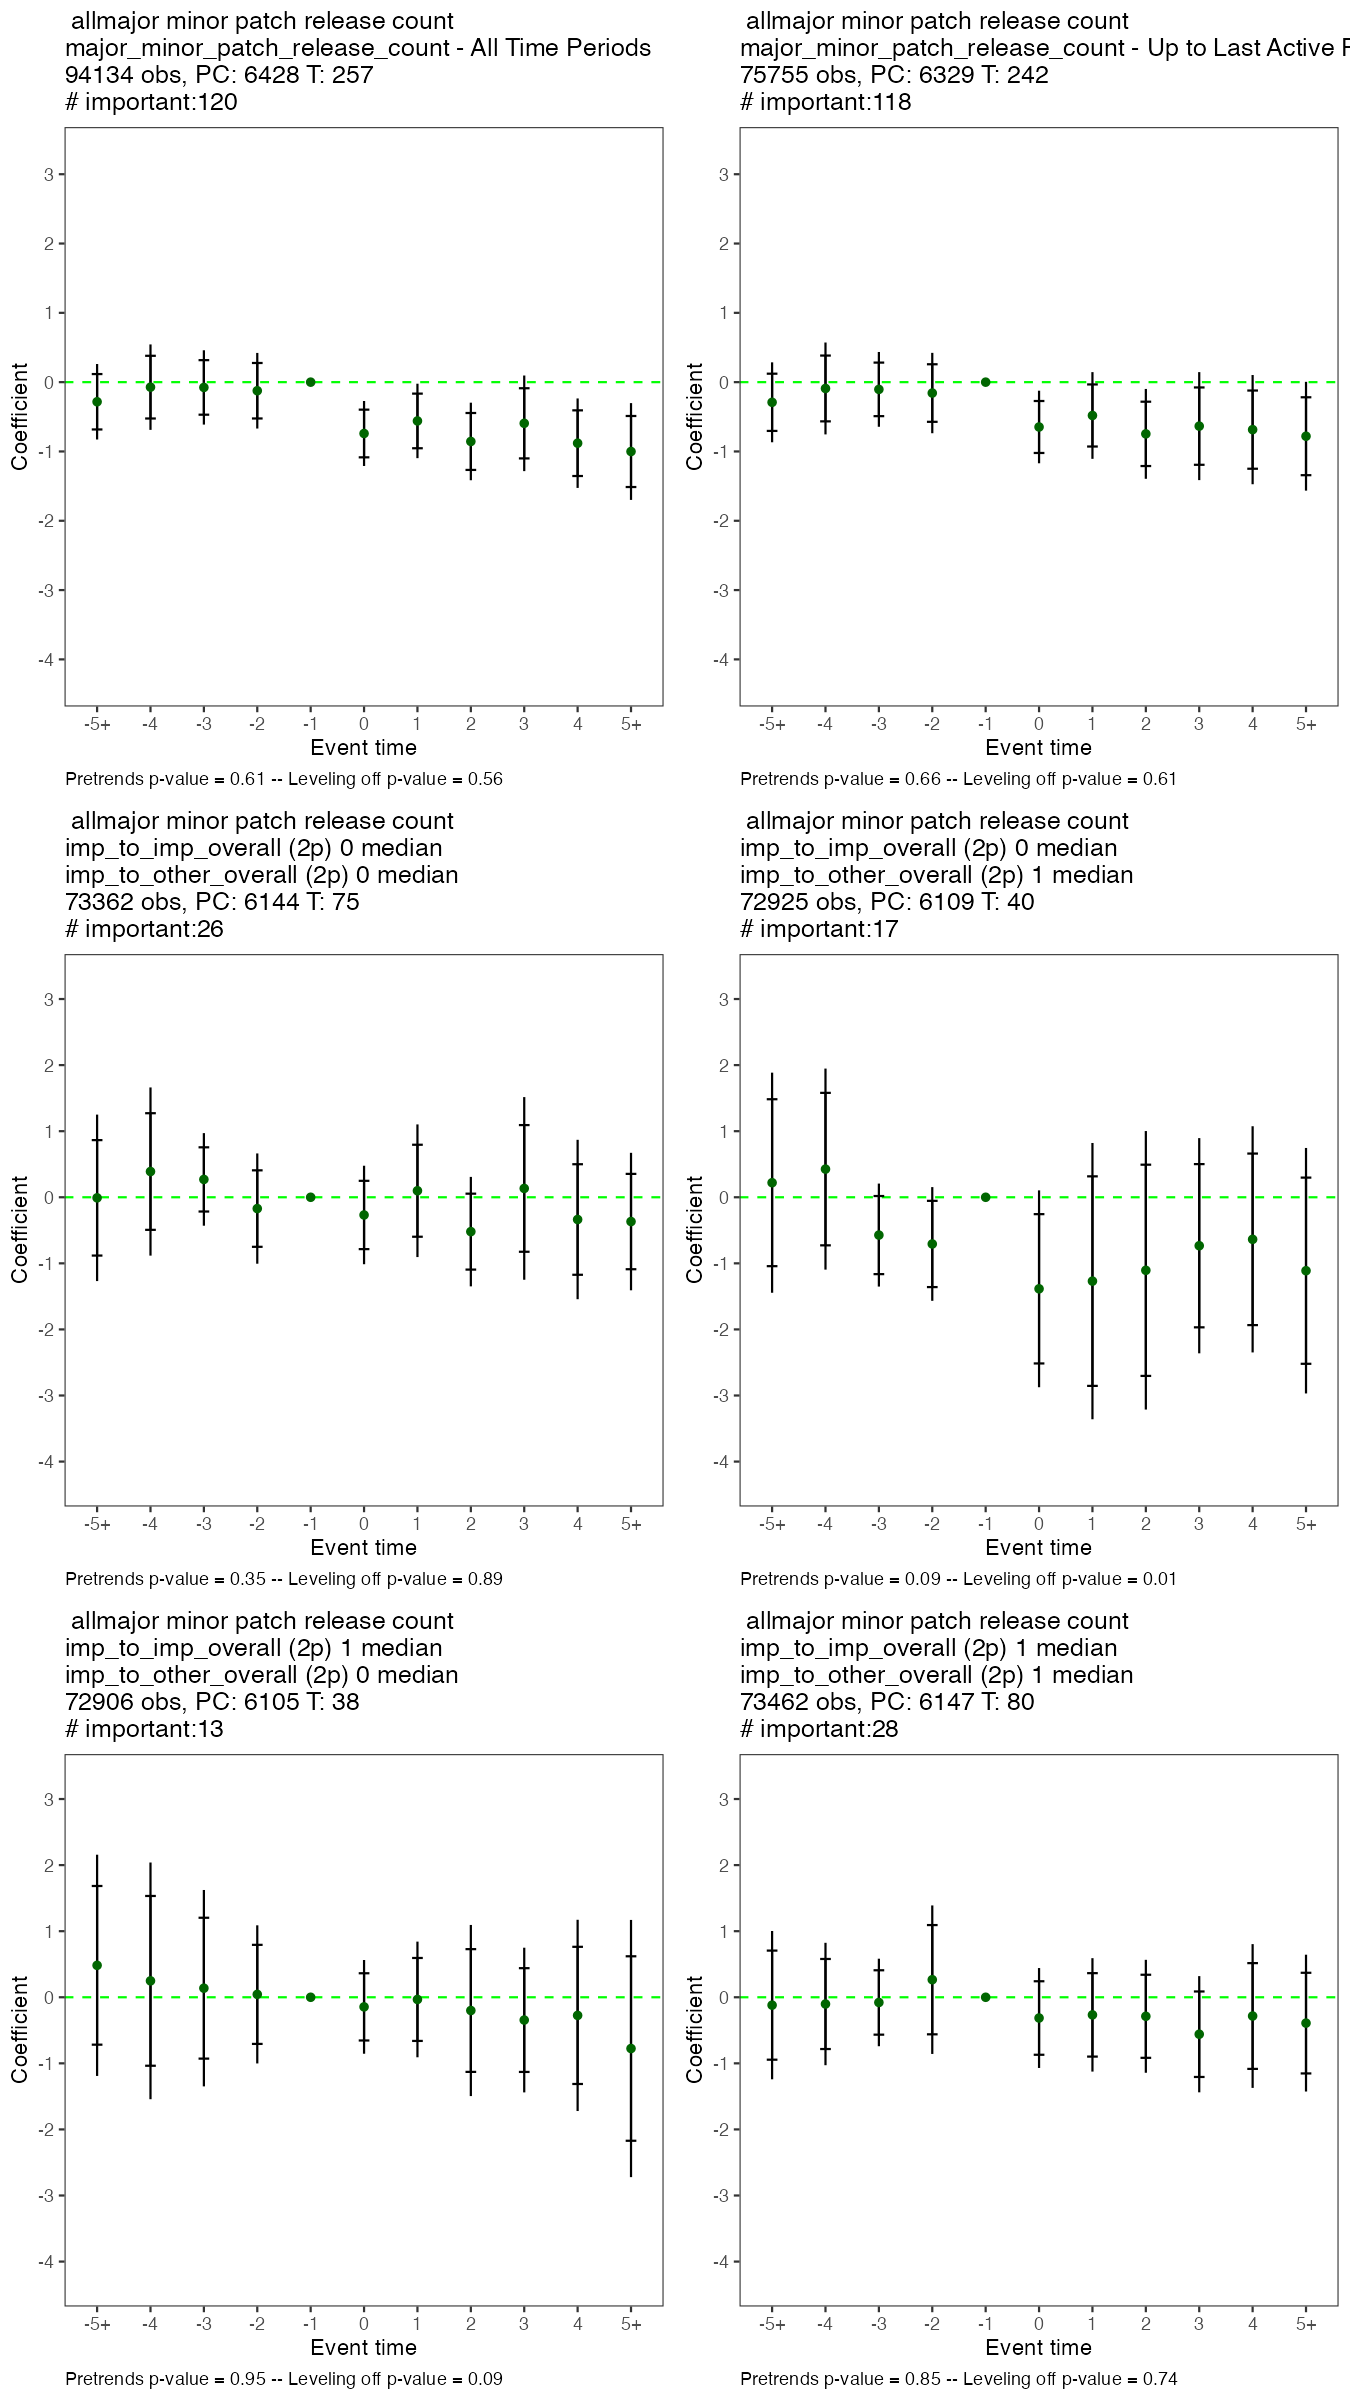 allmajor minor patch release count
major_minor_patch_release_count - All Time Periods
94134 obs, PC: 6428 T: 257
# important:120
3
2
1
0
-1
-2
-3
-4
Coefficient
-5+ -4 -3 -2 -1 0 1 2 3 4 5+
Event time
Pretrends p-value = 0.61 -- Leveling off p-value = 0.56
allmajor minor patch release count
major_minor_patch_release_count - Up to Last Active
75755 obs, PC: 6329 T: 242
# important:118
3
2
1
0
-1
-2
-3
-4
Coefficient
-5+ -4 -3 -2 -1 0 1 2 3 4 5+
Event time
Pretrends p-value = 0.66 -- Leveling off p-value = 0.61
allmajor minor patch release count
imp_to_imp_overall (2p) 0 median
imp_to_other_overall (2p) 0 median
73362 obs, PC: 6144 T: 75
# important:26
3
2
1
0
-1
-2
-3
-4
Coefficient
-5+ -4 -3 -2 -1 0 1 2 3 4 5+
Event time
Pretrends p-value = 0.35 -- Leveling off p-value = 0.89
allmajor minor patch release count
imp_to_imp_overall (2p) 0 median
imp_to_other_overall (2p) 1 median
72925 obs, PC: 6109 T: 40
# important:17
3
2
1
0
-1
-2
-3
-4
Coefficient
-5+ -4 -3 -2 -1 0 1 2 3 4 5+
Event time
Pretrends p-value = 0.09 -- Leveling off p-value = 0.01
allmajor minor patch release count
imp_to_imp_overall (2p) 1 median
imp_to_other_overall (2p) 0 median
72906 obs, PC: 6105 T: 38
# important:13
3
2
1
0
-1
-2
-3
-4
Coefficient
-5+ -4 -3 -2 -1 0 1 2 3 4 5+
Event time
Pretrends p-value = 0.95 -- Leveling off p-value = 0.09
allmajor minor patch release count
imp_to_imp_overall (2p) 1 median
imp_to_other_overall (2p) 1 median
73462 obs, PC: 6147 T: 80
# important:28
3
2
1
0
-1
-2
-3
-4
Coefficient
-5+ -4 -3 -2 -1 0 1 2 3 4 5+
Event time
Pretrends p-value = 0.85 -- Leveling off p-value = 0.74